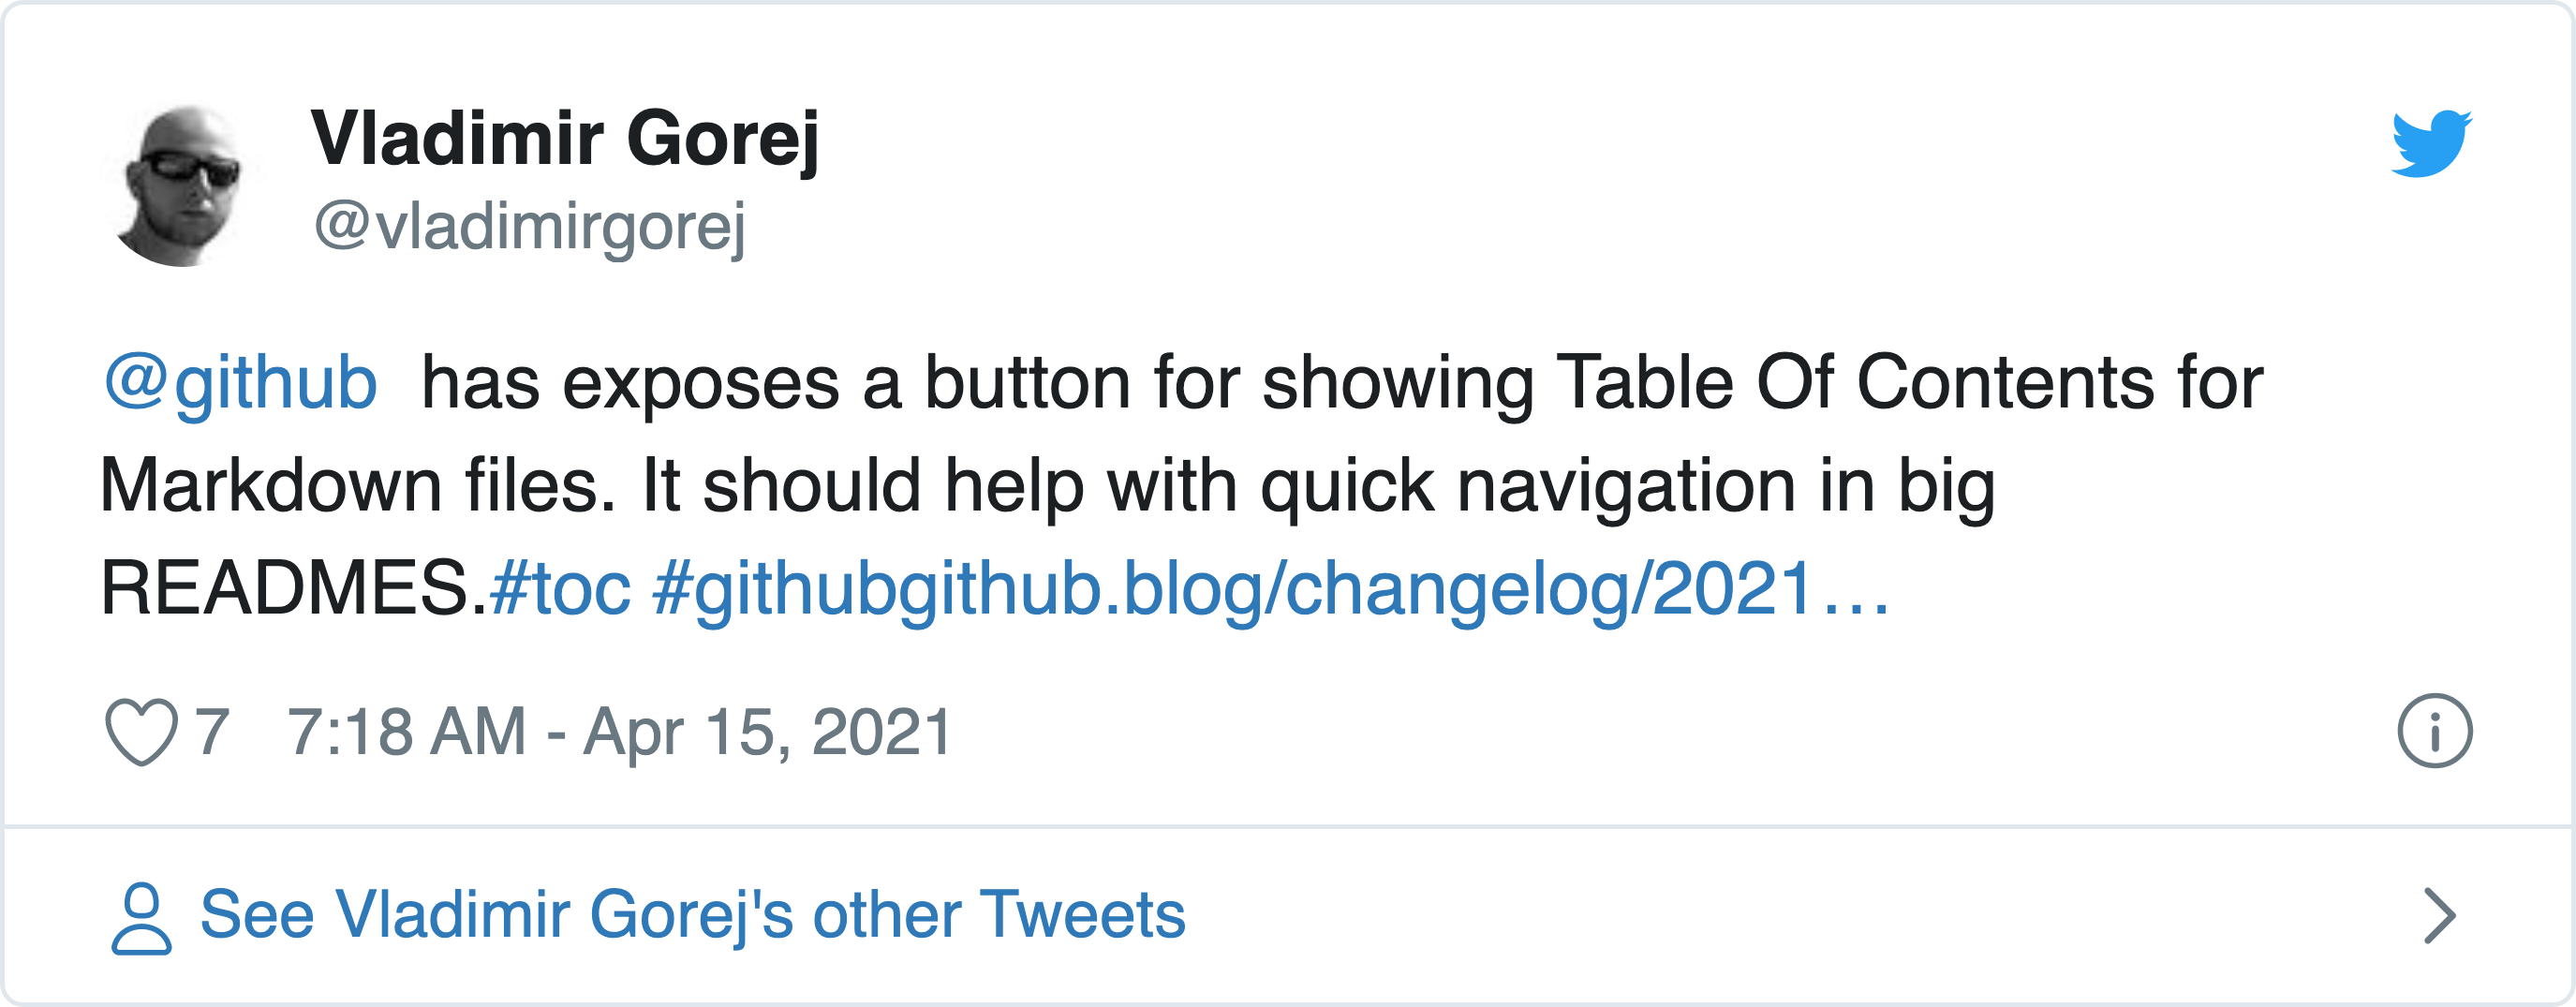 Vladimir Gorej
@vladimirgorej
@github has exposes a button for showing Table Of Contents for
Markdown files. It should help with quick navigation in big
READMES.#toc #githubgithub.blog/changelog/2021…
7 7:18 AM - Apr 15, 2021
See Vladimir Gorej's other Tweets